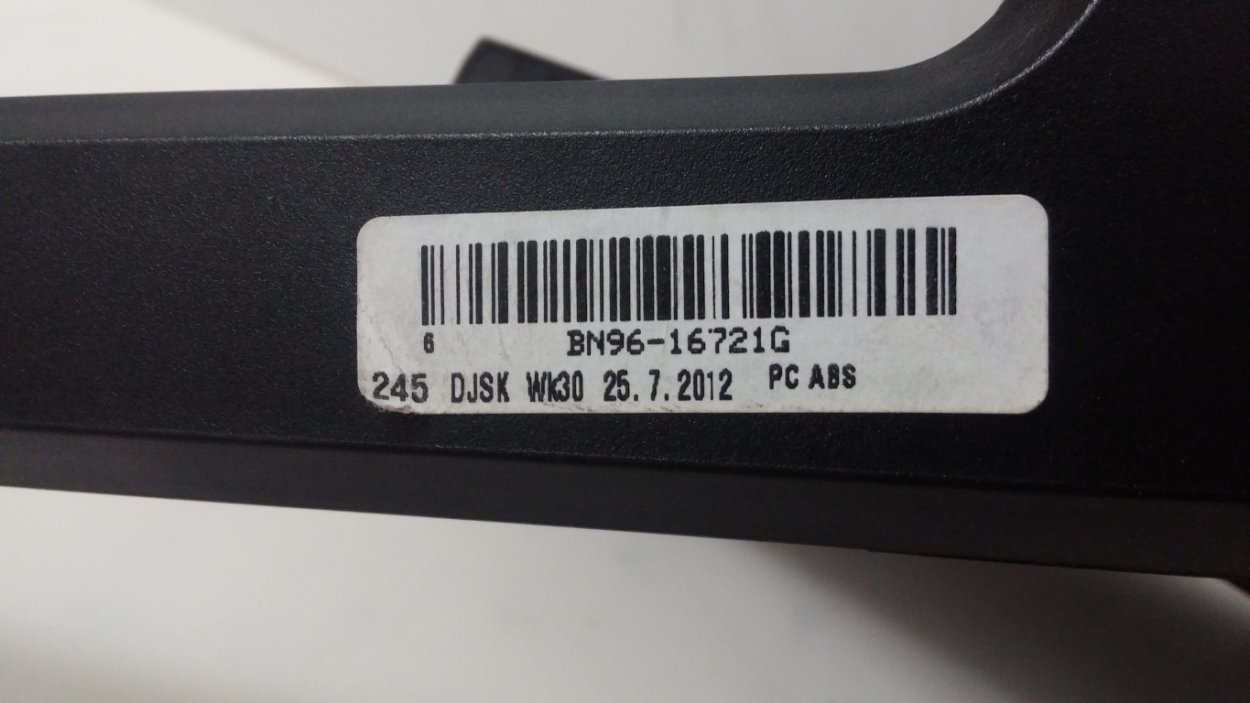 6 BN96-16721G
245 DJSK Wk30 25.7.2012 PC ABS